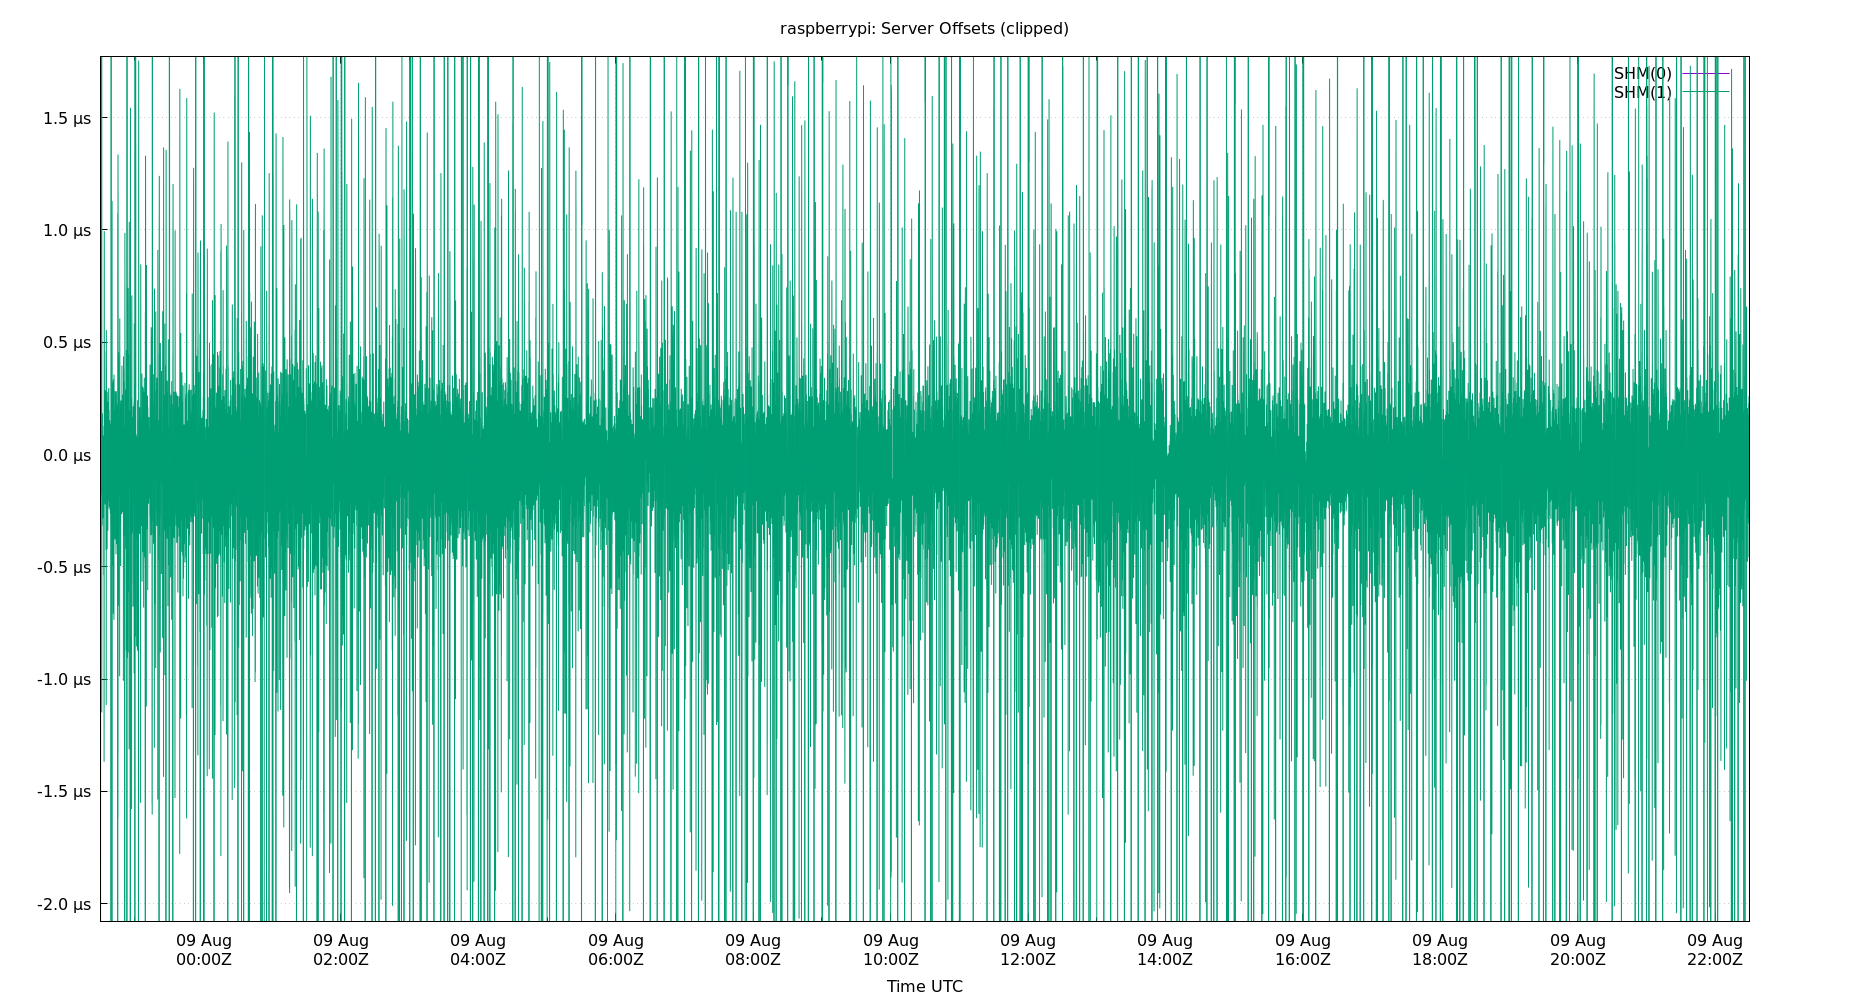 raspberrypi: Server Offsets (clipped)
SHM(0)
SHM(1)
1.5 µs
1.0 µs
0.5 µs
0.0 µs
-0.5 µs
-1.0 µs
-1.5 µs
-2.0 µs
09 Aug 09 Aug 09 Aug 09 Aug 09 Aug 09 Aug 09 Aug 09 Aug 09 Aug 09 Aug 09 Aug 09 Aug
00:00Z 02:00Z 04:00Z 06:00Z 08:00Z 10:00Z 12:00Z 14:00Z 16:00Z 18:00Z 20:00Z 22:00Z
Time UTC